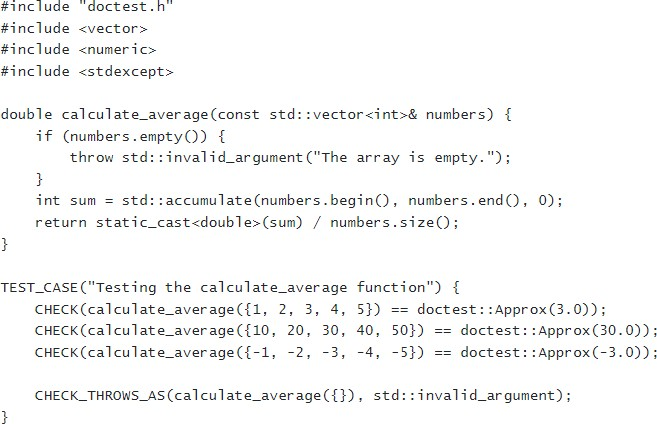 #include "doctest.h"
#include <vector>
#include <numeric>
#include <stdexcept>

double calculate_average(const std::vector<int>& numbers) {
    if (numbers.empty()) {
        throw std::invalid_argument("The array is empty.");
    }
    int sum = std::accumulate(numbers.begin(), numbers.end(), 0);
    return static_cast<double>(sum) / numbers.size();
}

TEST_CASE("Testing the calculate_average function") {
    CHECK(calculate_average({1, 2, 3, 4, 5}) == doctest::Approx(3.0));
    CHECK(calculate_average({10, 20, 30, 40, 50}) == doctest::Approx(30.0));
    CHECK(calculate_average({-1, -2, -3, -4, -5}) == doctest::Approx(-3.0));

    CHECK_THROWS_AS(calculate_average({}), std::invalid_argument);
}